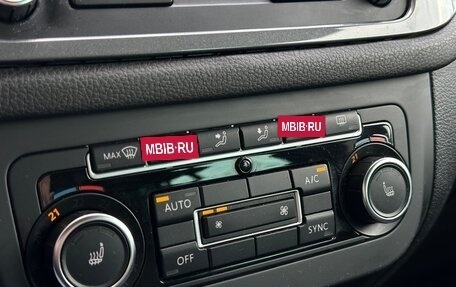 MBIB·RU
MBIB·RU
MAX
AUTO
A/C
21
21
OFF
SYNC